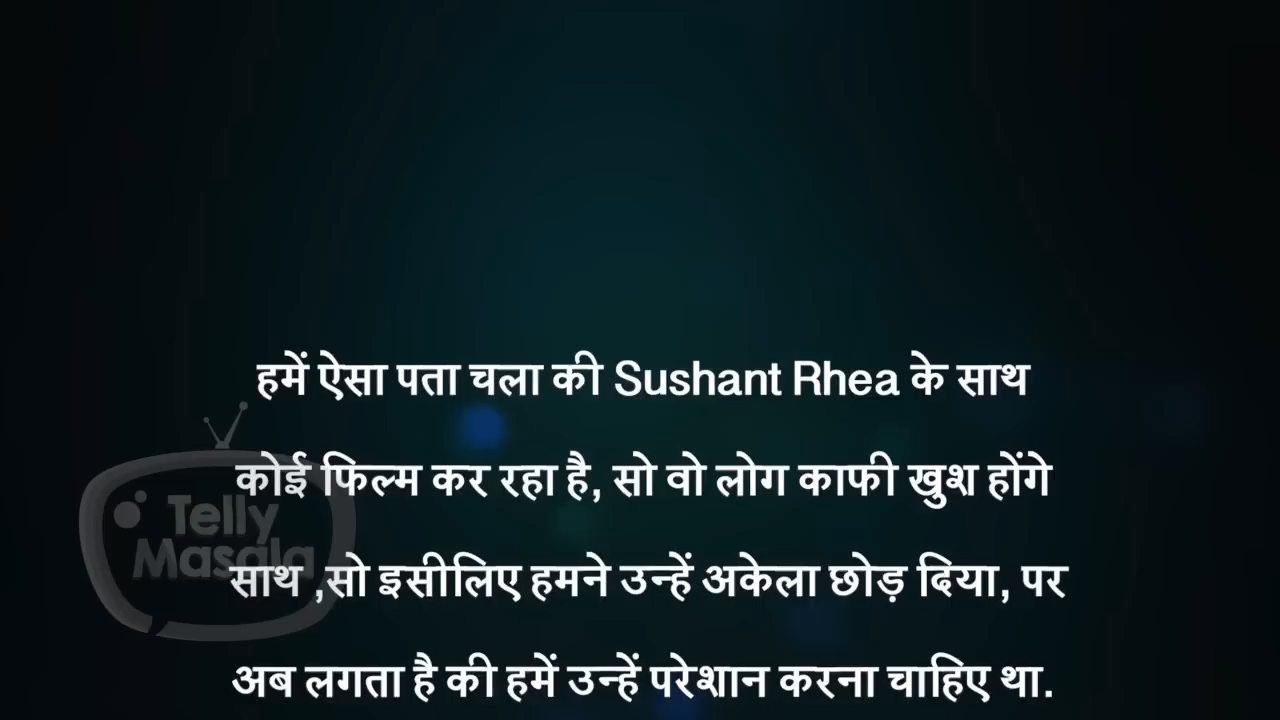 हमें ऐसा पता चला की Sushant Rhea के साथ
कोई फिल्म कर रहा है, सो वो लोग काफी खुश होंगे
Telly
Masala
साथ ,सो इसीलिए हमने उन्हें अकेला छोड़ दिया, पर
अब लगता है की हमें उन्हें परेशान करना चाहिए था.